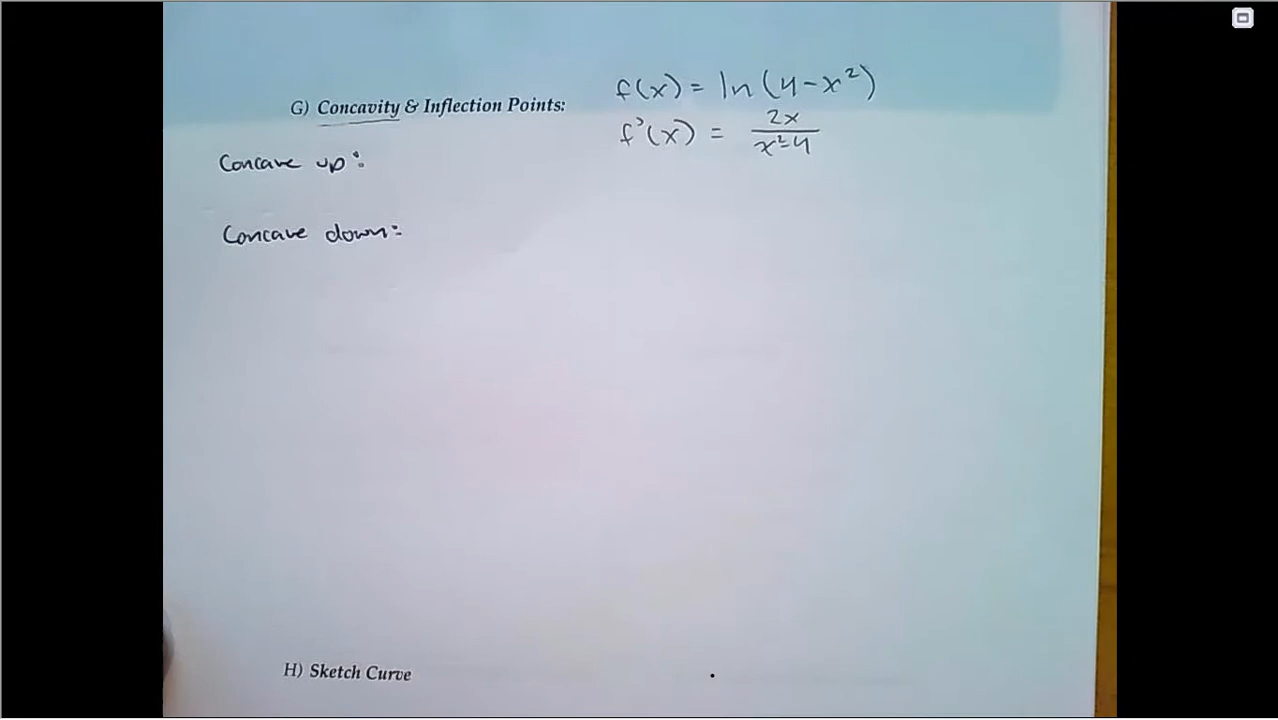 G) Concavity & Inflection Points:
f(x) = ln(4-x²)
f'(x) = 2x / x²-4
Concave up:
Concave down:
H) Sketch Curve